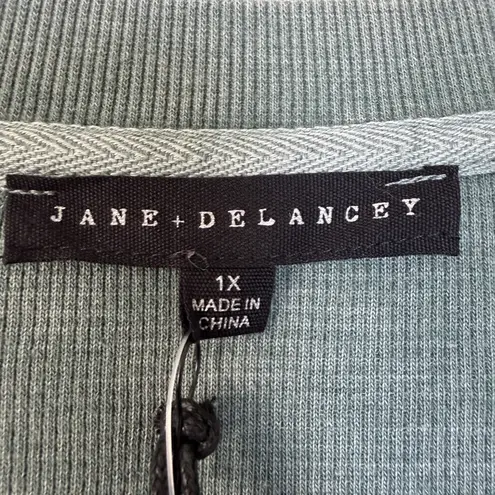 JANE + DELANCEY
1X
MADE IN
CHINA